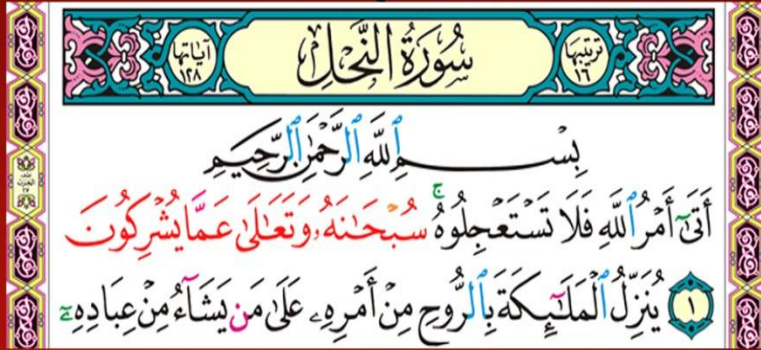 ترتيبها ١٦ سُورَةُ النَّحْلِ آياتها ١٢٨
بِسْمِ ٱللَّهِ ٱلرَّحْمَٰنِ ٱلرَّحِيمِ
أَتَىٰٓ أَمْرُ ٱللَّهِ فَلَا تَسْتَعْجِلُوهُۚ سُبْحَٰنَهُۥ وَتَعَٰلَىٰ عَمَّا يُشْرِكُونَ
١ يُنَزِّلُ ٱلْمَلَٰٓئِكَةَ بِٱلرُّوحِ مِنْ أَمْرِهِۦ عَلَىٰ مَن يَشَآءُ مِنْ عِبَادِهِۦٓ